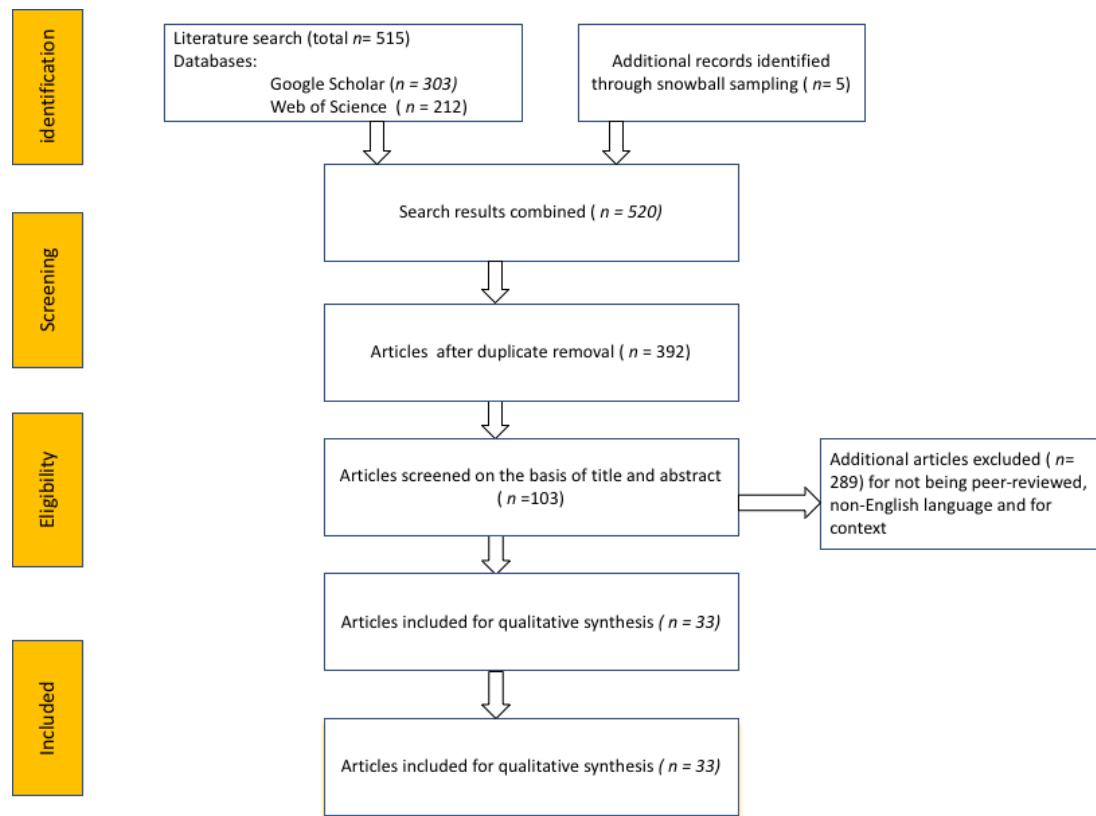 identification
Literature search (total n= 515)
Databases:
Google Scholar (n = 303)
Web of Science ( n = 212)
Additional records identified
through snowball sampling ( n= 5)
Search results combined ( n = 520)
Screening
Articles after duplicate removal ( n = 392)
Eligibility
Articles screened on the basis of title and abstract
( n =103)
Additional articles excluded ( n=
289) for not being peer-reviewed,
non-English language and for
context
Articles included for qualitative synthesis ( n = 33)
Included
Articles included for qualitative synthesis ( n = 33)